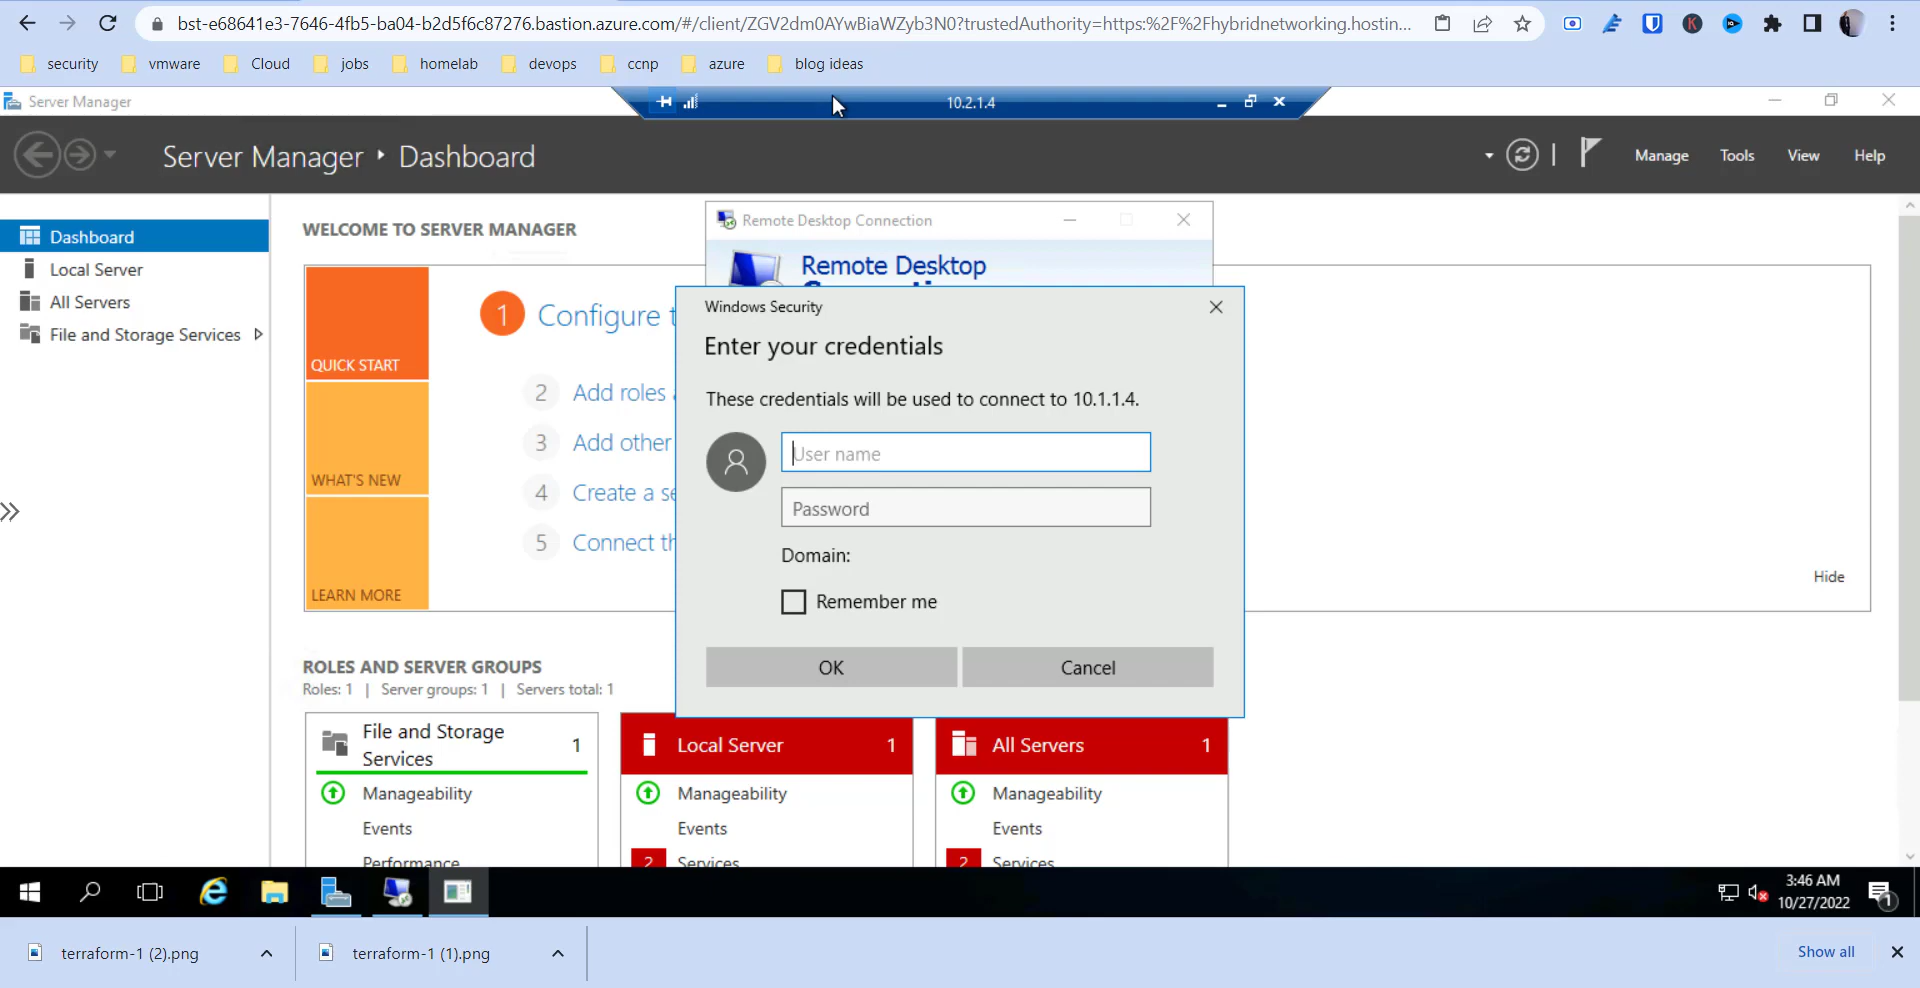 bst-e68641e3-7646-4fb5-ba04-b2d5f6c87276.bastion.azure.com/#/client/ZGV2dm0AYwBiaWZyb3N0?trustedAuthority=https:%2F%2Fhybridnetworking.hostin...
security vmware Cloud jobs homelab devops ccnp azure blog ideas
Server Manager
10.2.1.4
Server Manager Dashboard
Manage Tools View Help
Dashboard
Local Server
All Servers
File and Storage Services
WELCOME TO SERVER MANAGER
QUICK START
WHAT'S NEW
LEARN MORE
1 Configure t
2 Add roles
3 Add other
4 Create a se
5 Connect th
Hide
Remote Desktop Connection
Remote Desktop
Windows Security
Enter your credentials
These credentials will be used to connect to 10.1.1.4.
User name
Password
Domain:
Remember me
OK Cancel
ROLES AND SERVER GROUPS
Roles: 1 | Server groups: 1 | Servers total: 1
File and Storage
Services
1
Manageability
Events
Performance
Local Server 1
Manageability
Events
2 Services
All Servers 1
Manageability
Events
2 Services
3:46 AM
10/27/2022
1
terraform-1 (2).png
terraform-1 (1).png
Show all